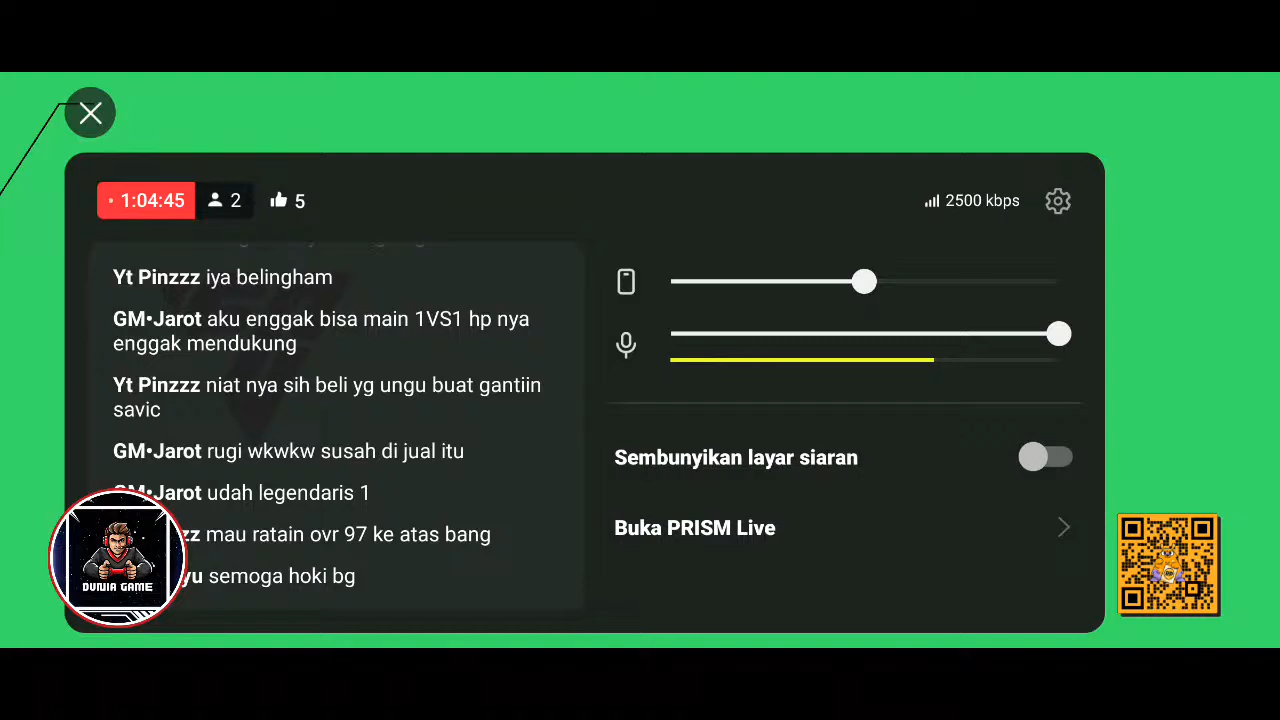 1:04:45 2 5
2500 kbps
Yt Pinzzz iya belingham
GM•Jarot aku enggak bisa main 1VS1 hp nya
enggak mendukung
Yt Pinzzz niat nya sih beli yg ungu buat gantiin
savic
GM•Jarot rugi wkwkw susah di jual itu
Jarot udah legendaris 1
mau ratain ovr 97 ke atas bang
semoga hoki bg
Sembunyikan layar siaran
Buka PRISM Live
DUNIA GAME